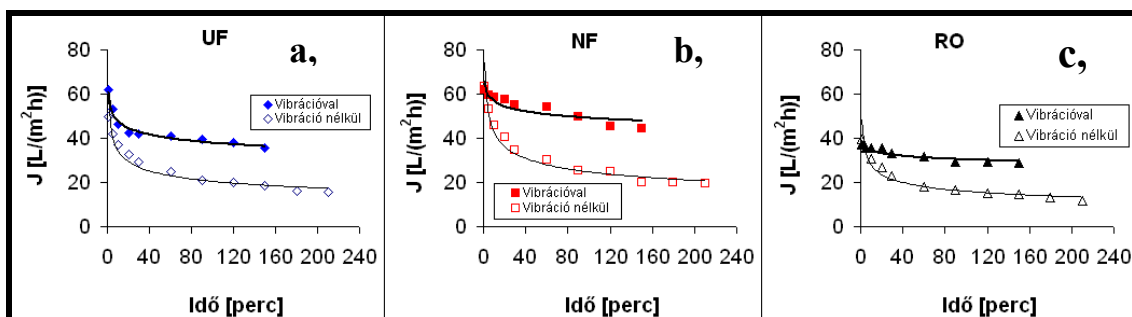 UF
a,
J [L/(m²h)]
80
60
40
20
0
Vibrációval
Vibráció nélkül
0 40 80 120 160 200 240
Idő [perc]
NF
b,
J [L/(m²h)]
80
60
40
20
0
Vibrációval
Vibráció nélkül
0 40 80 120 160 200 240
Idő [perc]
RO
c,
J [L/(m²h)]
80
60
40
20
0
Vibrációval
Vibráció nélkül
0 40 80 120 160 200 240
Idő [perc]